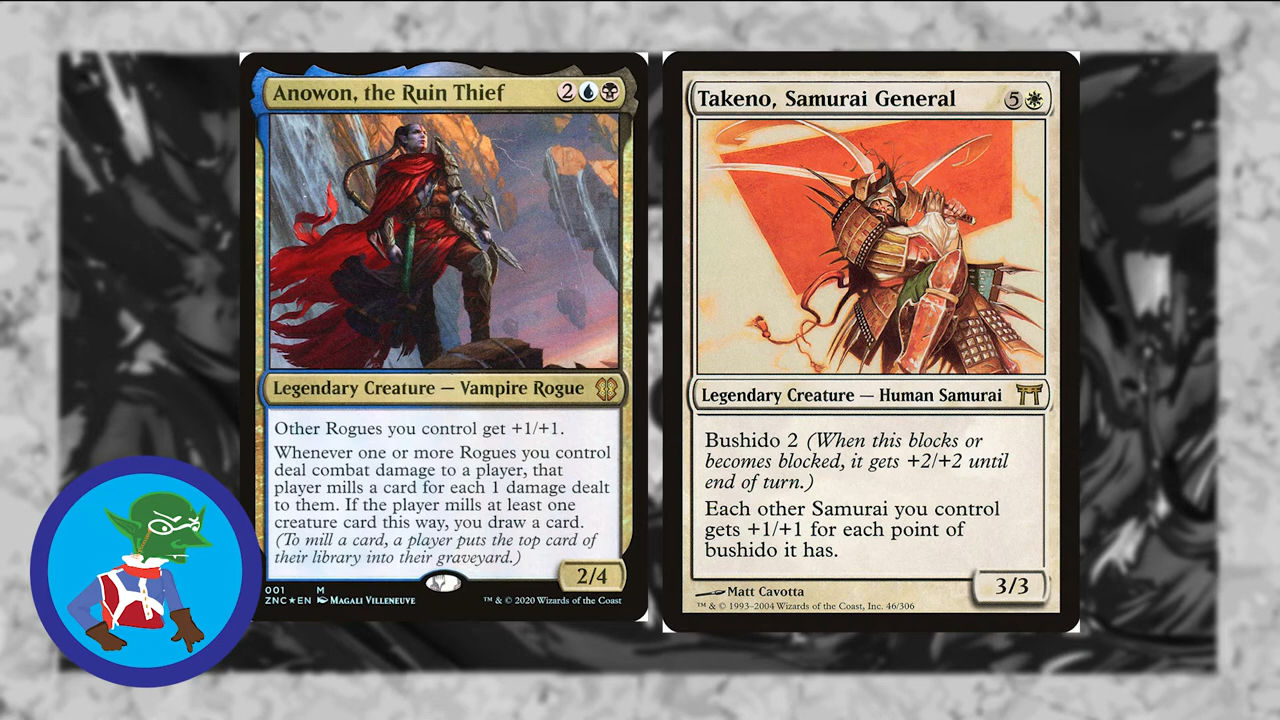 Anowon, the Ruin Thief 2
Legendary Creature — Vampire Rogue
Other Rogues you control get +1/+1.
Whenever one or more Rogues you control
deal combat damage to a player, that
player mills a card for each 1 damage dealt
to them. If the player mills at least one
creature card this way, you draw a card.
(To mill a card, a player puts the top card of
their library into their graveyard.)
2/4
001 M
ZNC★EN Magali Villeneuve ™ & © 2020 Wizards of the Coast
Takeno, Samurai General 5
Legendary Creature — Human Samurai
Bushido 2 (When this blocks or
becomes blocked, it gets +2/+2 until
end of turn.)
Each other Samurai you control
gets +1/+1 for each point of
bushido it has.
3/3
Matt Cavotta
™ & © 1993–2004 Wizards of the Coast, Inc. 46/306